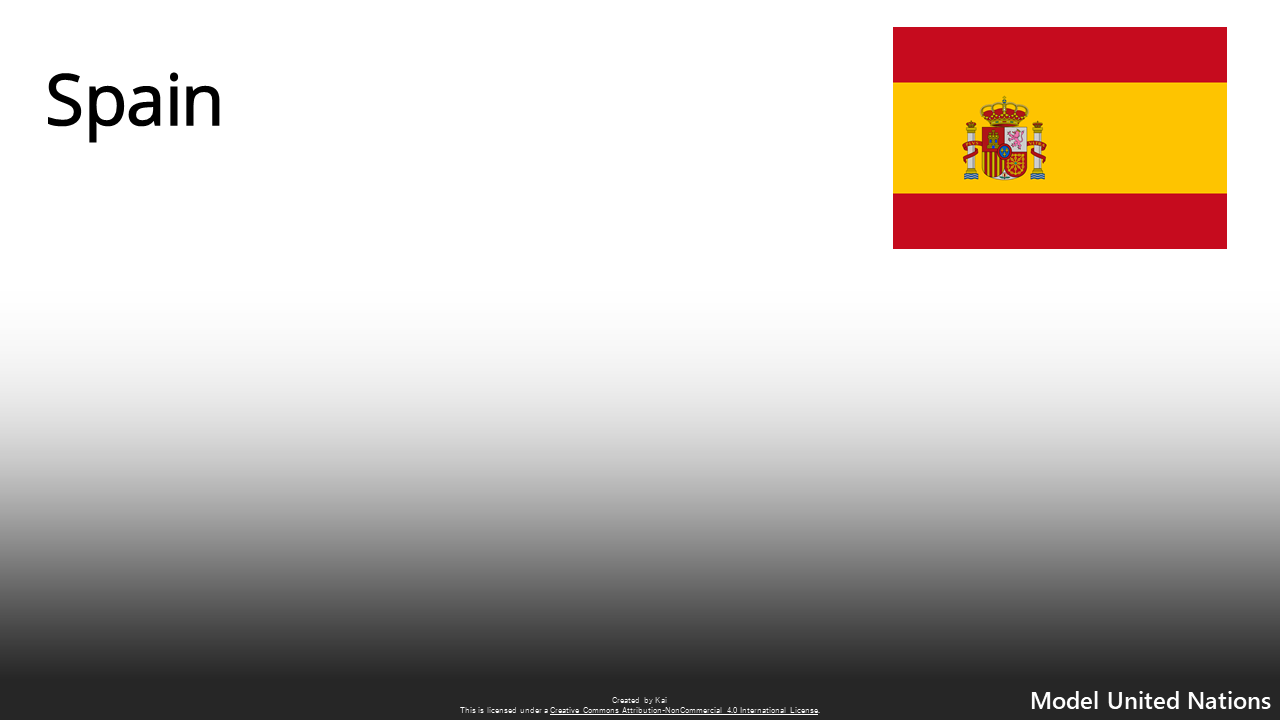 Spain
Created by Kai
This is licensed under a Creative Commons Attribution-NonCommercial 4.0 International License.
Model United Nations